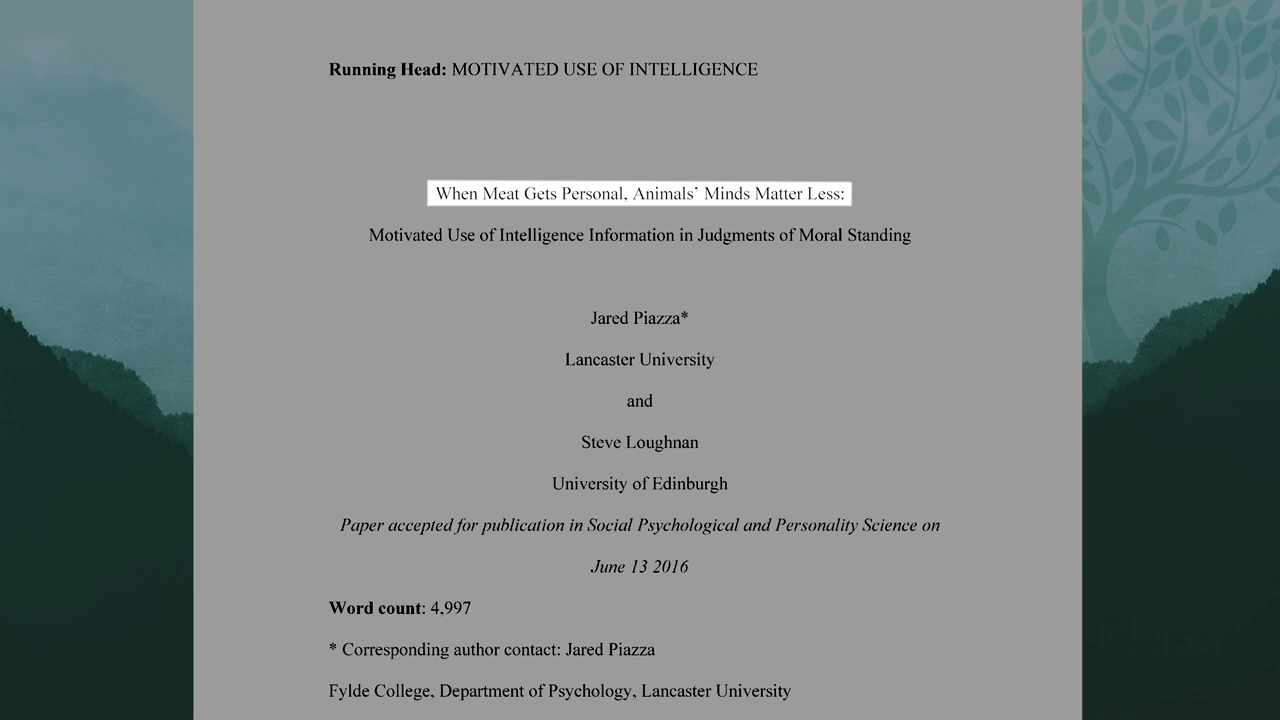 Running Head: MOTIVATED USE OF INTELLIGENCE
When Meat Gets Personal, Animals’ Minds Matter Less:
Motivated Use of Intelligence Information in Judgments of Moral Standing
Jared Piazza*
Lancaster University
and
Steve Loughnan
University of Edinburgh
Paper accepted for publication in Social Psychological and Personality Science on
June 13 2016
Word count: 4,997
* Corresponding author contact: Jared Piazza
Fylde College, Department of Psychology, Lancaster University